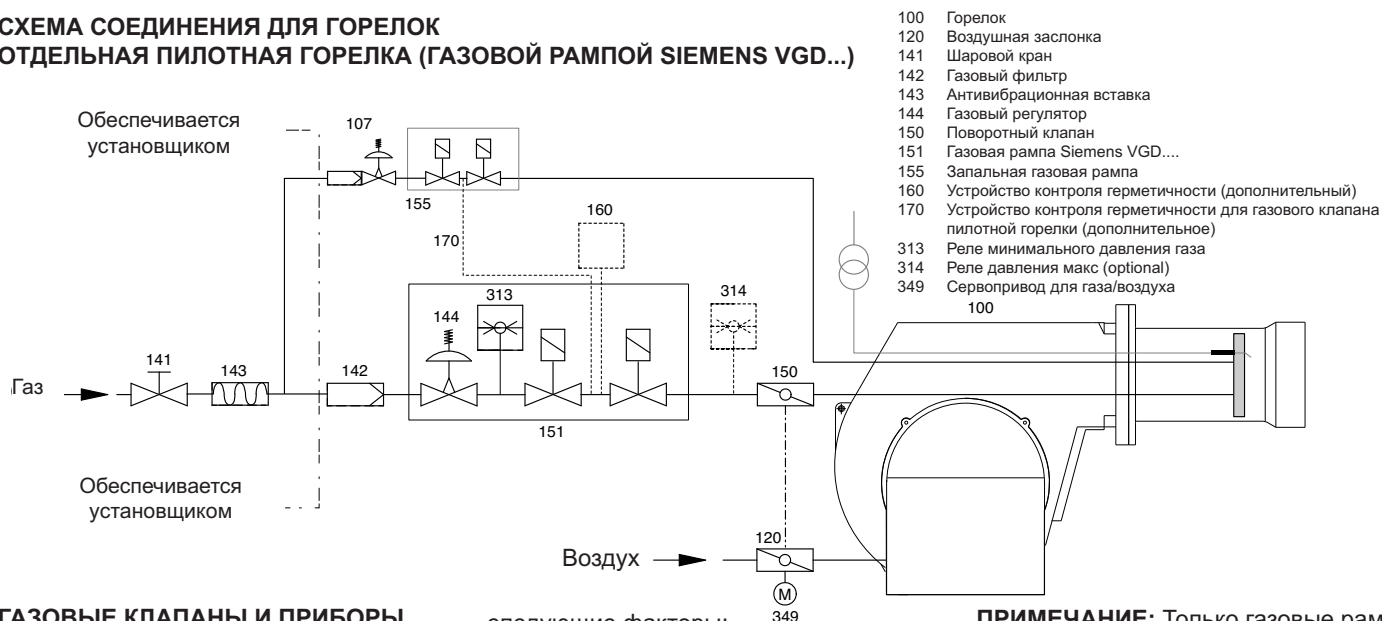 СХЕМА СОЕДИНЕНИЯ ДЛЯ ГОРЕЛОК
ОТДЕЛЬНАЯ ПИЛОТНАЯ ГОРЕЛКА (ГАЗОВОЙ РАМПОЙ SIEMENS VGD...)
100 Горелок
120 Воздушная заслонка
141 Шаровой кран
142 Газовый фильтр
143 Антивибрационная вставка
144 Газовый регулятор
150 Поворотный клапан
151 Газовая рампа Siemens VGD....
155 Запальная газовая рампа
160 Устройство контроля герметичности (дополнительный)
170 Устройство контроля герметичности для газового клапана
пилотной горелки (дополнительное)
313 Реле минимального давления газа
314 Реле давления макс (optional)
349 Сервопривод для газа/воздуха
Обеспечивается
установщиком
107
155
160
170
313
314
144
100
141
143
142
150
Газ
151
Обеспечивается
установщиком
120
Воздух
M
349
ГАЗОВЫЕ КЛАПАНЫ И ПРИБОРЫ
следующие факторы:
ПРИМЕЧАНИЕ: Только газовые рам